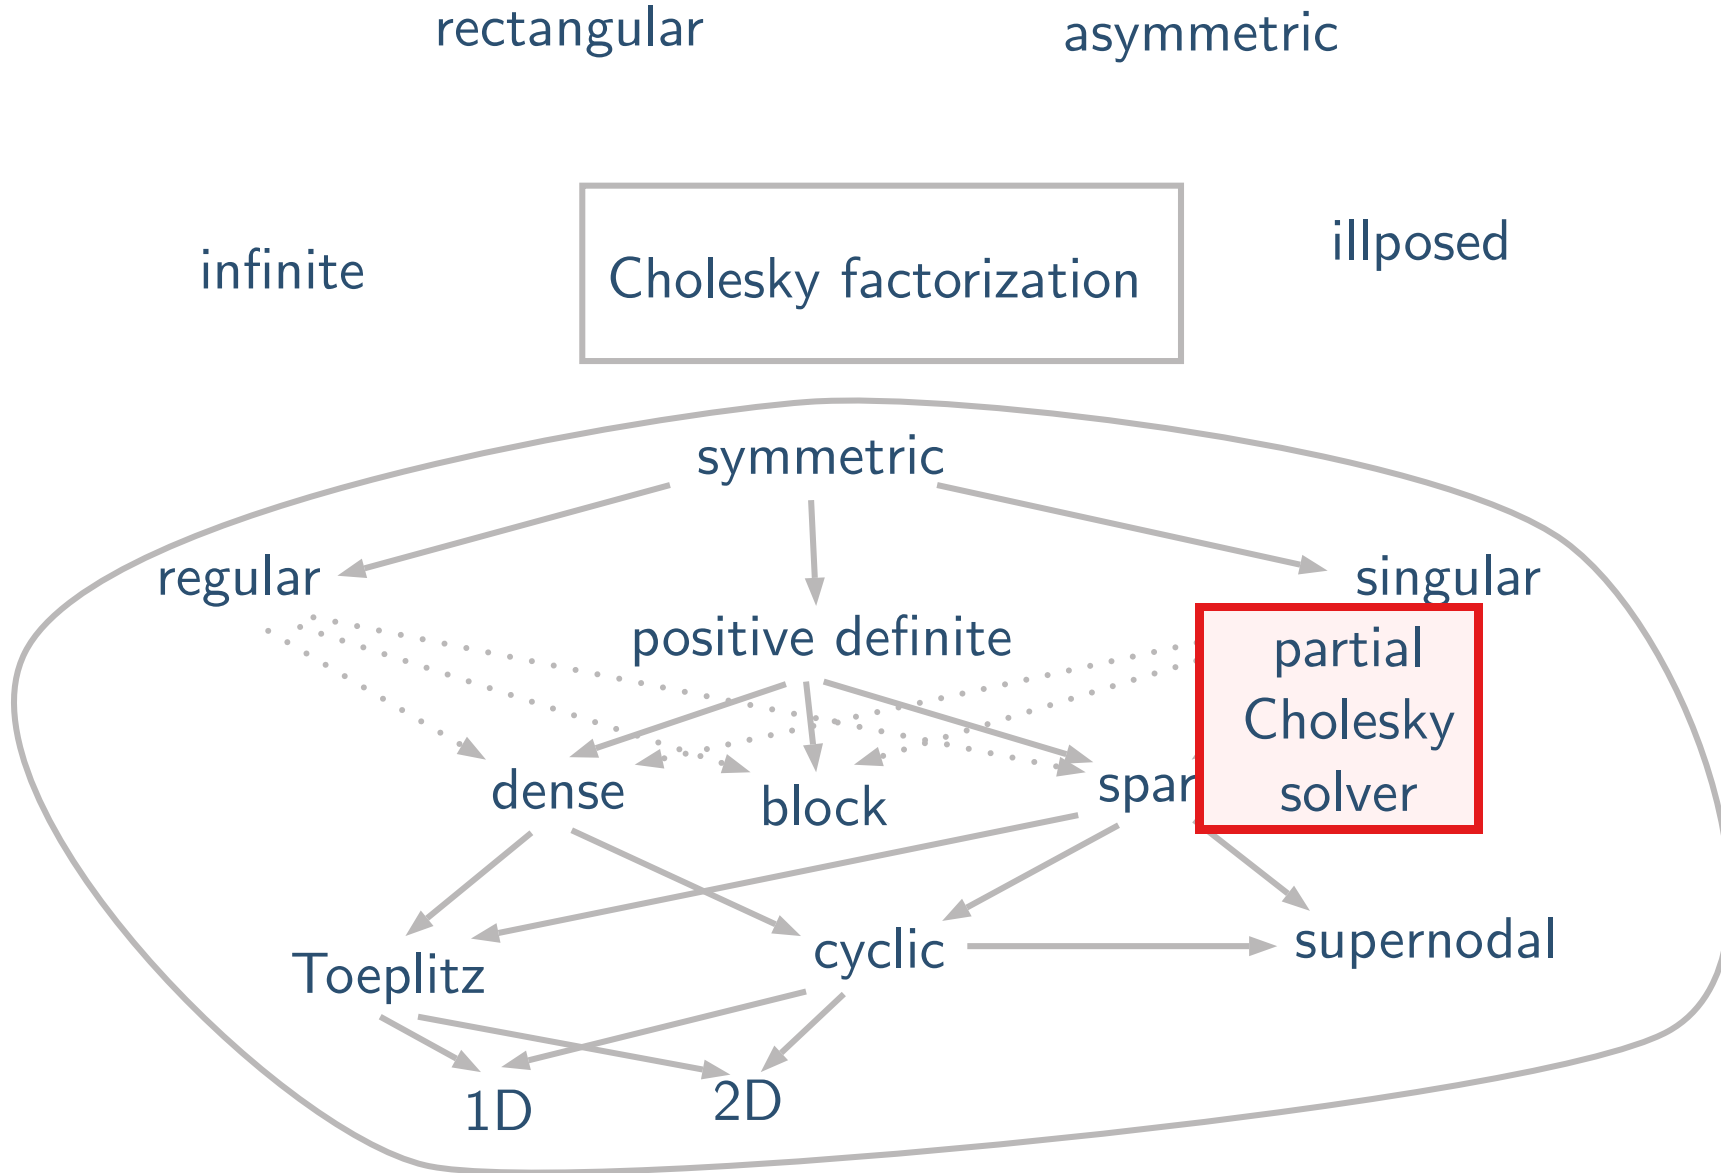 rectangular
asymmetric
infinite
Cholesky factorization
illposed
symmetric
regular
singular
positive definite
partial
Cholesky
solver
dense
block
spar
Toeplitz
cyclic
supernodal
1D
2D